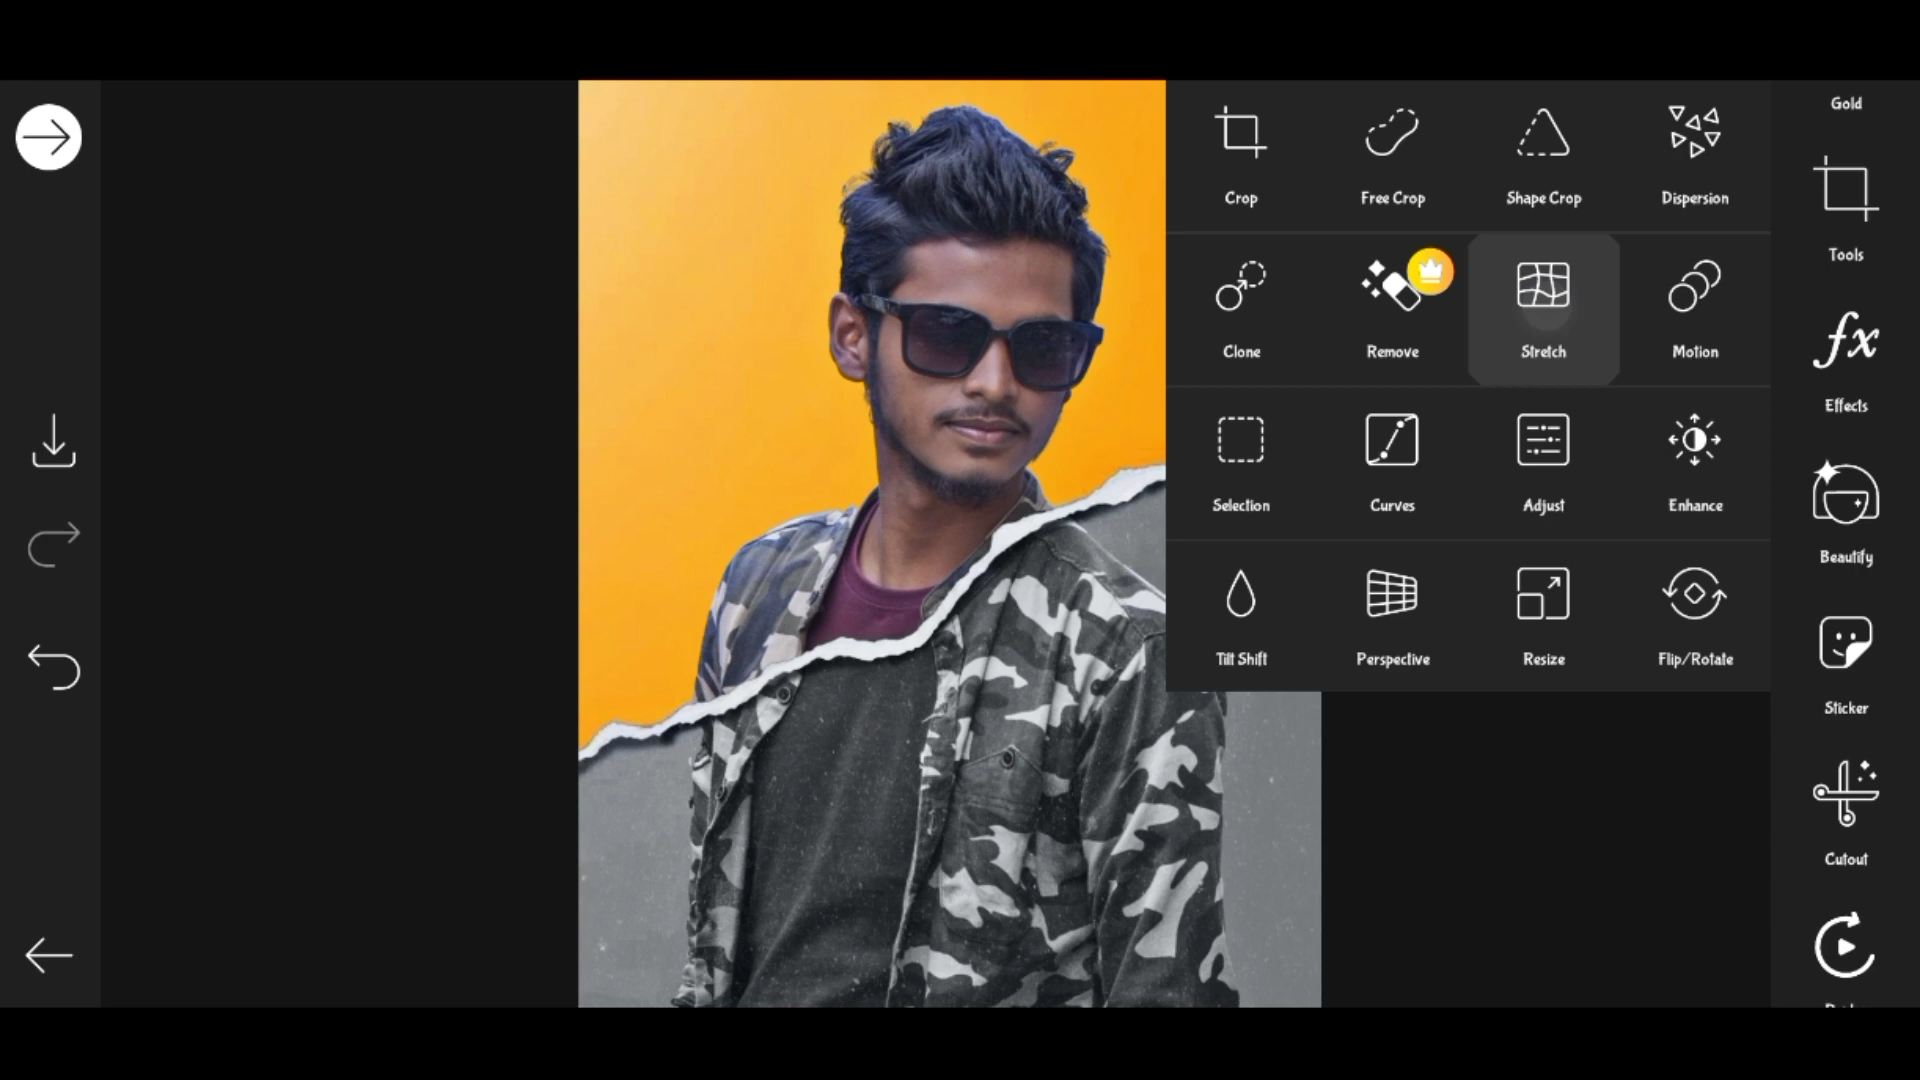 Gold
Crop
Free Crop
Shape Crop
Dispersion
Tools
Clone
Remove
Stretch
Motion
fx
Effects
Selection
Curves
Adjust
Enhance
Beautify
Tilt Shift
Perspective
Resize
Flip/Rotate
Sticker
Cutout